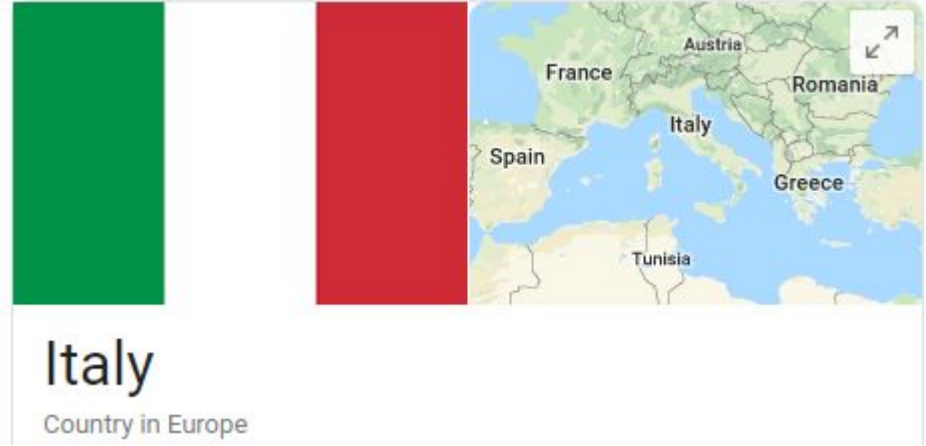 Austria
France
Romania
Italy
Spain
Greece
Tunisia
Italy
Country in Europe